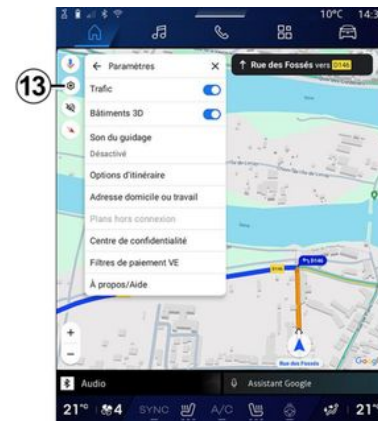 10°C 14:3
↑ Rue des Fossés vers D146
13
← Paramètres ×
Trafic
Bâtiments 3D
Son du guidage
Désactivé
Options d'itinéraire
Adresse domicile ou travail
Plans hors connexion
Centre de confidentialité
Filtres de paiement VE
À propos/Aide
Seine
D146
+
−
Rue des Fossés
Goog
Audio
Assistant Google
21°° 4 SYNC A/C 21°°